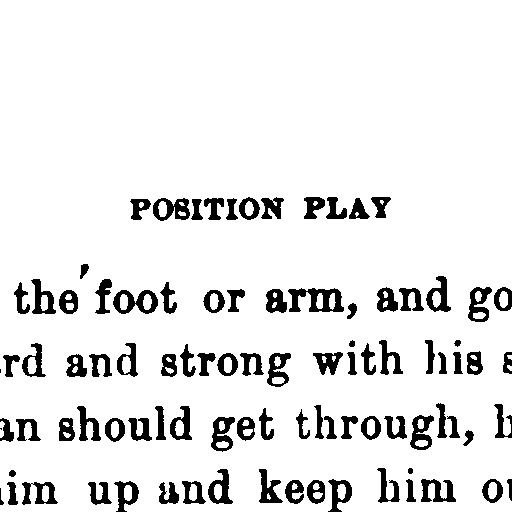 POSITION PLAY
the foot or arm, and go
rd and strong with his s
an should get through, h
him up and keep him ou